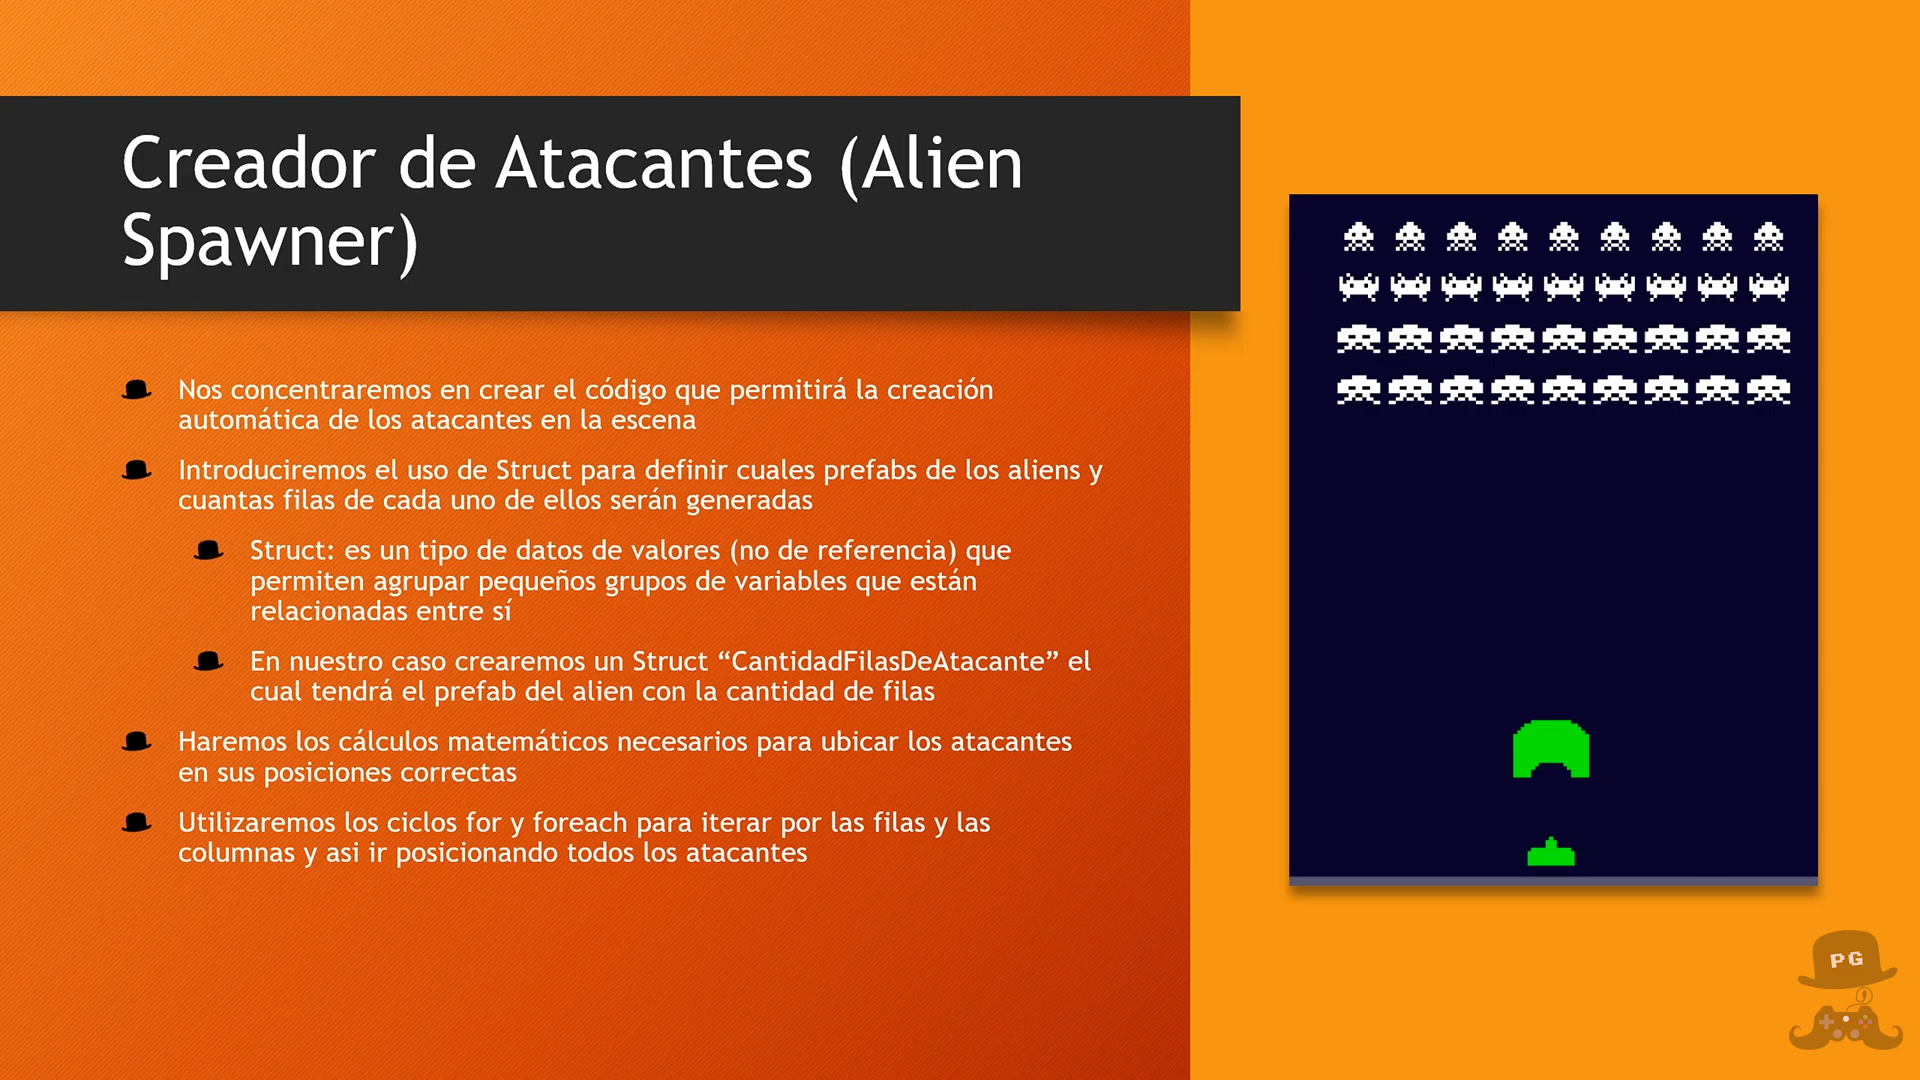 Creador de Atacantes (Alien
Spawner)
Nos concentraremos en crear el código que permitirá la creación
automática de los atacantes en la escena
Introduciremos el uso de Struct para definir cuales prefabs de los aliens y
cuantas filas de cada uno de ellos serán generadas
Struct: es un tipo de datos de valores (no de referencia) que
permiten agrupar pequeños grupos de variables que están
relacionadas entre sí
En nuestro caso crearemos un Struct “CantidadFilasDeAtacante” el
cual tendrá el prefab del alien con la cantidad de filas
Haremos los cálculos matemáticos necesarios para ubicar los atacantes
en sus posiciones correctas
Utilizaremos los ciclos for y foreach para iterar por las filas y las
columnas y asi ir posicionando todos los atacantes
PG